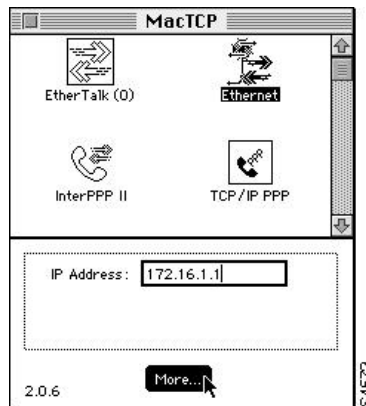 MacTCP
EtherTalk (0)
Ethernet
InterPPP II
PPP
TCP/IP PPP
IP Address: 172.16.1.1
More...
2.0.6